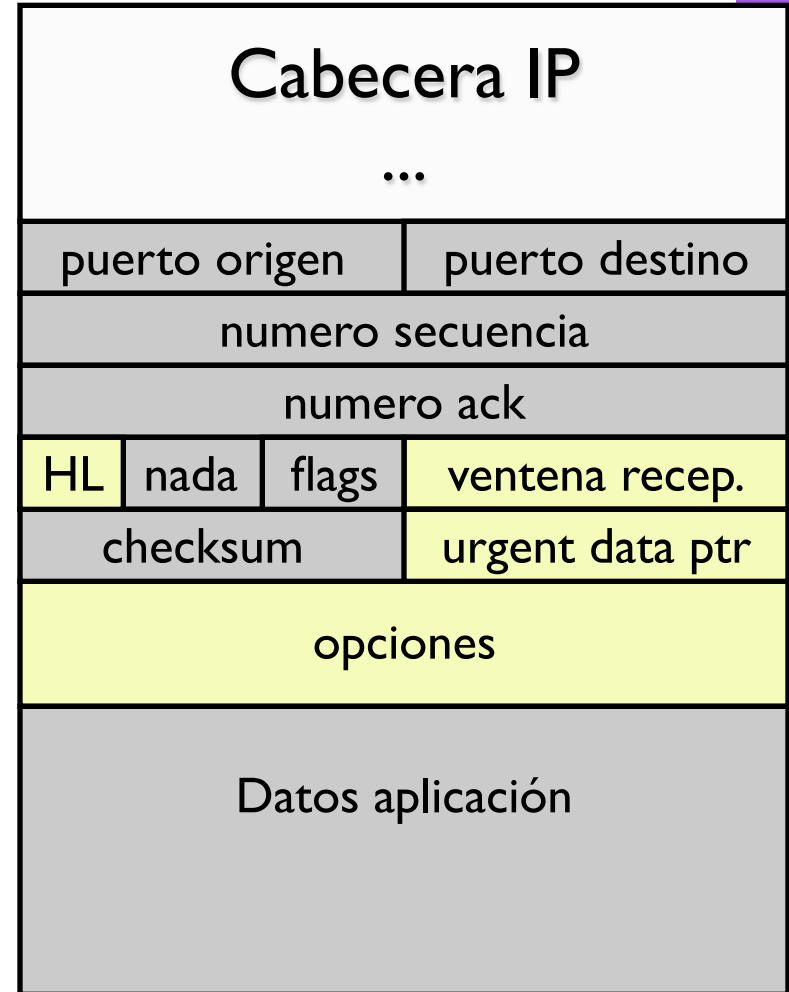 Cabecera IP
...
puerto origen puerto destino
numero secuencia
numero ack
HL nada flags ventena recep.
checksum urgent data ptr
opciones
Datos aplicación